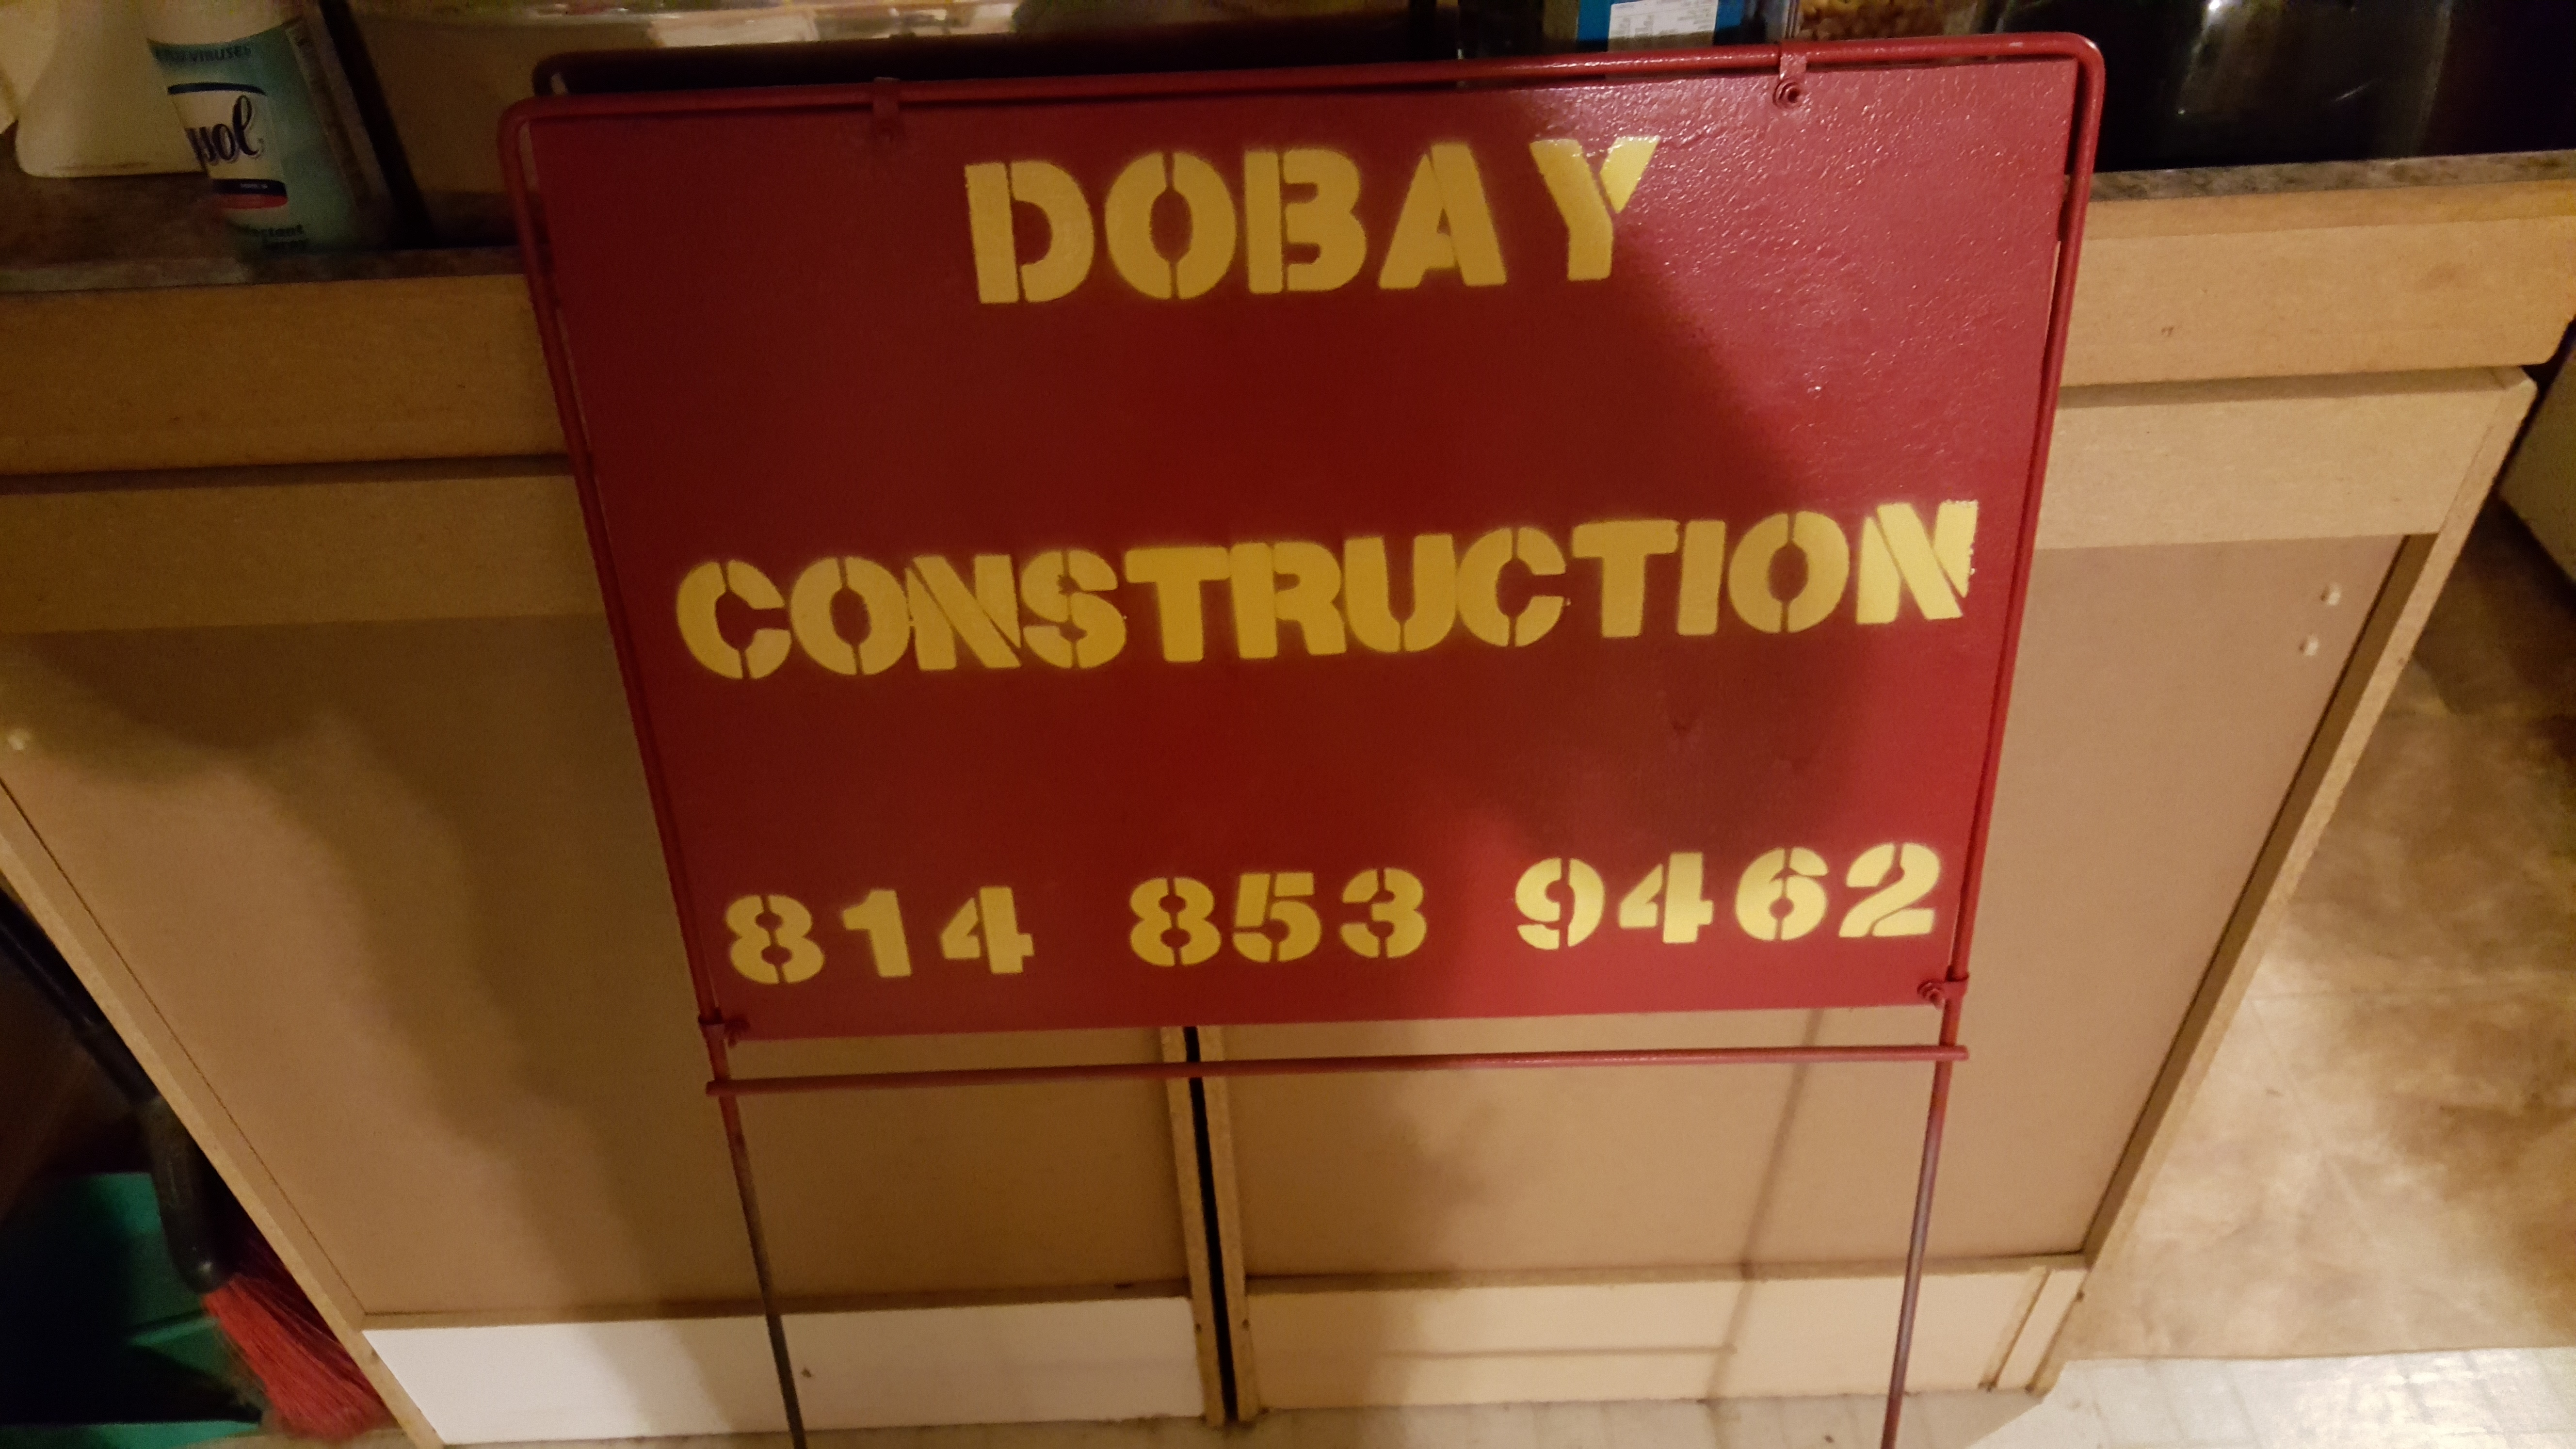 DOBAY
CONSTRUCTION
814 853 9462